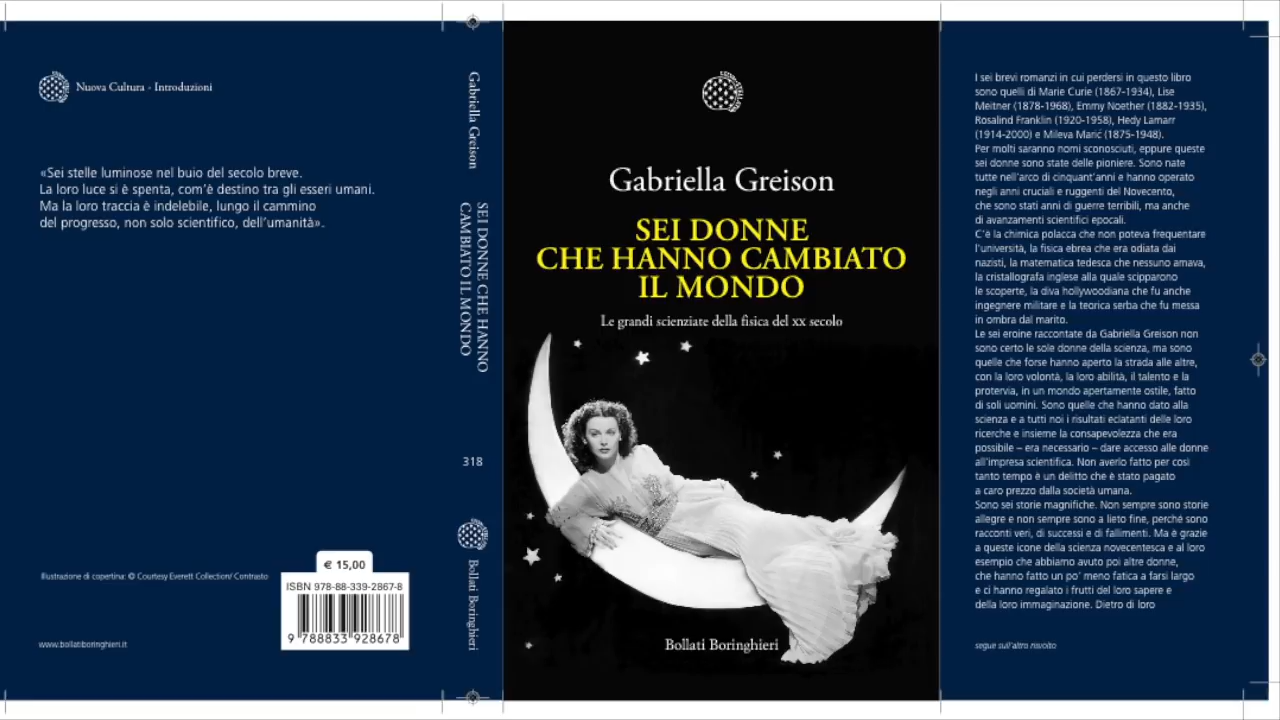 Nuova Cultura - Introduzioni
«Sei stelle luminose nel buio del secolo breve.
La loro luce si è spenta, com'è destino tra gli esseri umani.
Ma la loro traccia è indelebile, lungo il cammino
del progresso, non solo scientifico, dell'umanità».
Illustrazione di copertina: © Courtesy Everett Collection/ Contrasto
www.bollatiboringhieri.it
€ 15,00
ISBN 978-88-339-2867-8
9 788833 928678
Gabriella Greison
SEI DONNE CHE HANNO
CAMBIATO IL MONDO
318
Bollati Boringhieri
Gabriella Greison
SEI DONNE
CHE HANNO CAMBIATO
IL MONDO
Le grandi scienziate della fisica del XX secolo
Bollati Boringhieri
I sei brevi romanzi in cui perdersi in questo libro
sono quelli di Marie Curie (1867-1934), Lise
Meitner (1878-1968), Emmy Noether (1882-1935),
Rosalind Franklin (1920-1958), Hedy Lamarr
(1914-2000) e Mileva Marić (1875-1948).
Per molti saranno nomi sconosciuti, eppure queste
sei donne sono state delle pioniere. Sono nate
tutte nell'arco di cinquant'anni e hanno operato
negli anni cruciali e ruggenti del Novecento,
che sono stati anni di guerre terribili, ma anche
di avanzamenti scientifici epocali.
C'è la chimica polacca che non poteva frequentare
l'università, la fisica ebrea che era odiata dai
nazisti, la matematica tedesca che nessuno amava,
la cristallografa inglese alla quale scipparono
le scoperte, la diva hollywoodiana che fu anche
ingegnere militare e la teorica serba che fu messa
in ombra dal marito.
Le sei eroine raccontate da Gabriella Greison non
sono certo le sole donne della scienza, ma sono
quelle che forse hanno aperto la strada alle altre,
con la loro volontà, la loro abilità, il talento e la
protervia, in un mondo apertamente ostile, fatto
di soli uomini. Sono quelle che hanno dato alla
scienza e a tutti noi i risultati eclatanti delle loro
ricerche e insieme la consapevolezza che era
possibile – era necessario – dare accesso alle donne
all'impresa scientifica. Non averlo fatto per così
tanto tempo è un delitto che è stato pagato
a caro prezzo dalla società umana.
Sono sei storie magnifiche. Non sempre sono storie
allegre e non sempre sono a lieto fine, perché sono
racconti veri, di successi e di fallimenti. Ma è grazie
a queste icone della scienza novecentesca e al loro
esempio che abbiamo avuto poi altre donne,
che hanno fatto un po' meno fatica a farsi largo
e ci hanno regalato i frutti del loro sapere e
della loro immaginazione. Dietro di loro
segue sull'altro risvolto